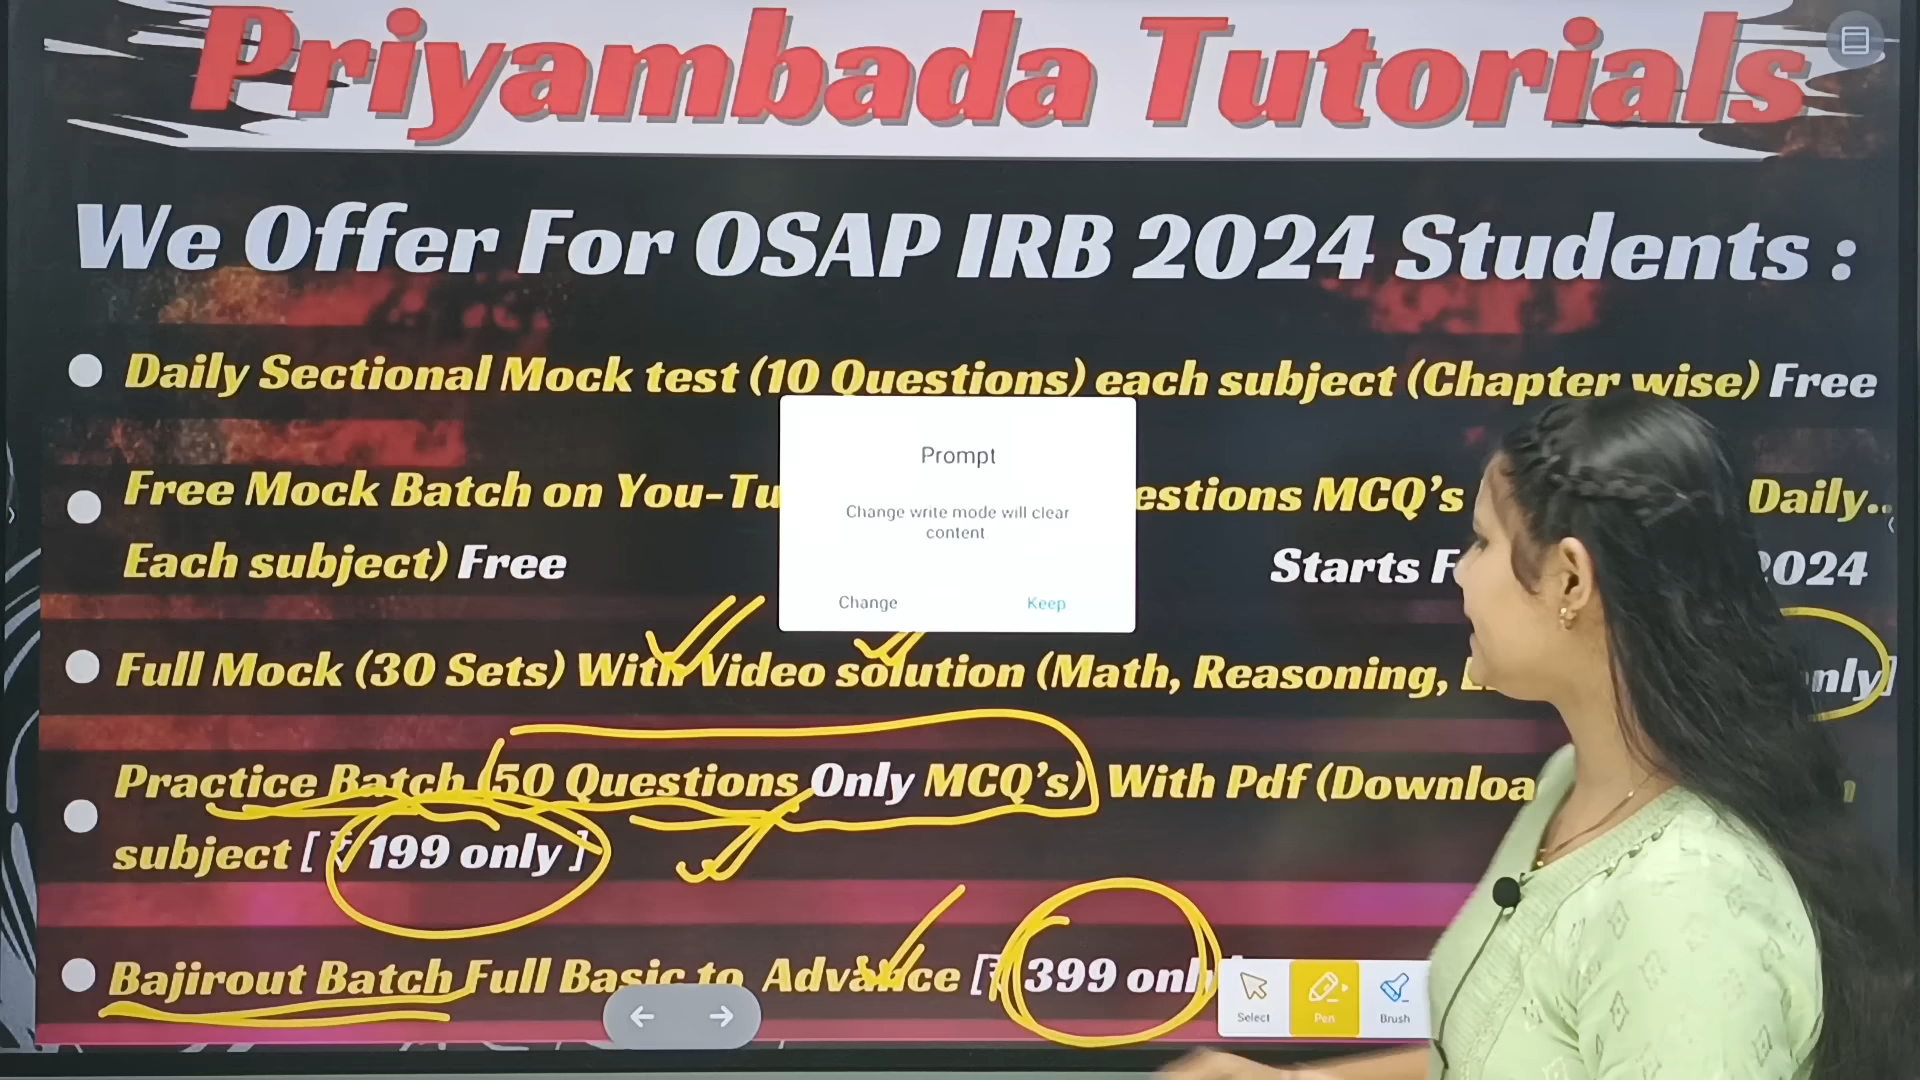 Priyambada Tutorials
We Offer For OSAP IRB 2024 Students :
Daily Sectional Mock test (10 Questions) each subject (Chapter wise) Free
Free Mock Batch on You-Tu estions MCQ's Daily..
Each subject) Free Starts 2024
Full Mock (30 Sets) With Video solution (Math, Reasoning, only]
Practice Batch (50 Questions Only MCQ's) With Pdf (Downloa
subject [₹ 199 only]
Bajirout Batch Full Basic to Advance [₹ 399 only
Prompt
Change write mode will clear
content
Change Keep
Select Pen Brush